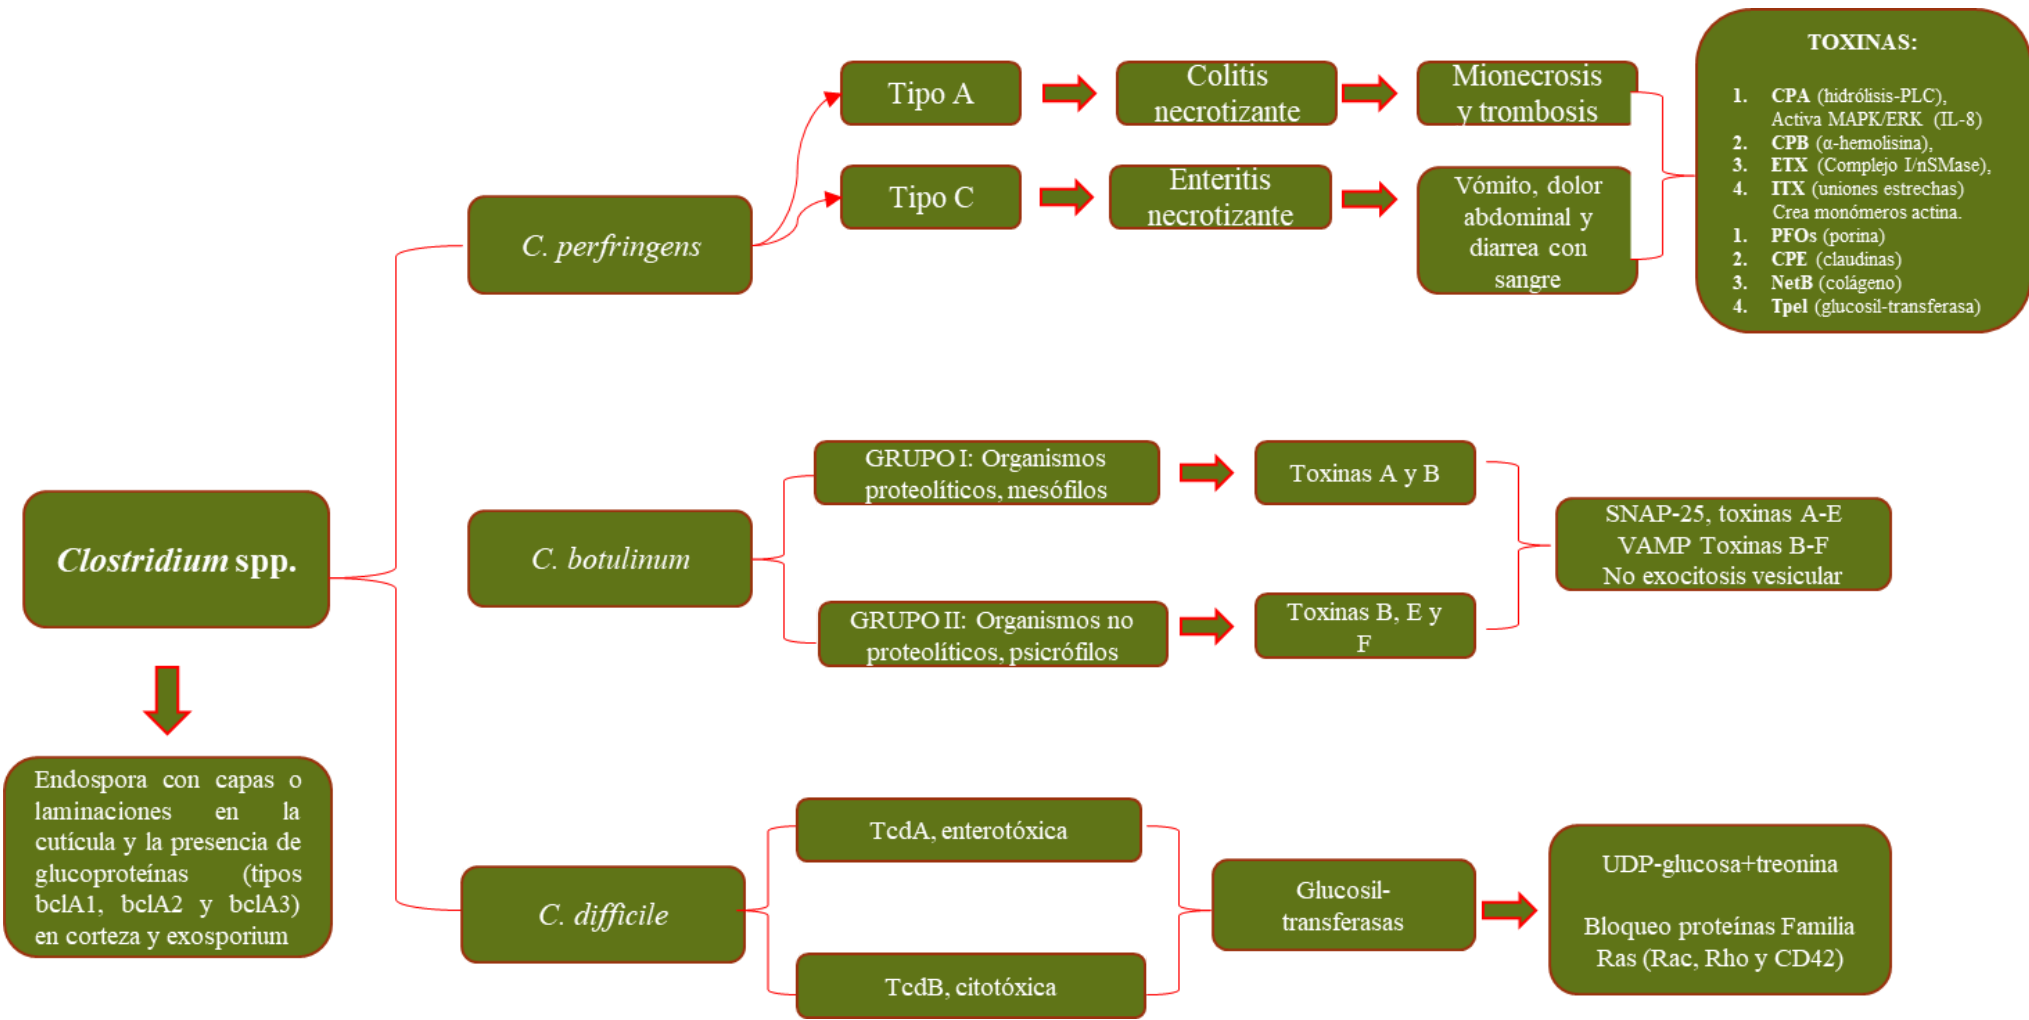 Clostridium spp.
Endospora con capas o
laminaciones en la
cutícula y la presencia de
glucoproteínas (tipos
bclA1, bclA2 y bclA3)
en corteza y exosporium
C. perfringens
Tipo A
Colitis
necrotizante
Mionecrosis
y trombosis
Tipo C
Enteritis
necrotizante
Vómito, dolor
abdominal y
diarrea con
sangre
TOXINAS:
1. CPA (hidrólisis-PLC),
Activa MAPK/ERK (IL-8)
2. CPB (α-hemolisina),
3. ETX (Complejo I/nSMase),
4. ITX (uniones estrechas)
Crea monómeros actina.
1. PFOs (porina)
2. CPE (claudinas)
3. NetB (colágeno)
4. Tpel (glucosil-transferasa)
C. botulinum
GRUPO I: Organismos
proteolíticos, mesófilos
Toxinas A y B
GRUPO II: Organismos no
proteolíticos, psicrófilos
Toxinas B, E y
F
SNAP-25, toxinas A-E
VAMP Toxinas B-F
No exocitosis vesicular
C. difficile
TcdA, enterotóxica
TcdB, citotóxica
Glucosil-
transferasas
UDP-glucosa+treonina
Bloqueo proteínas Familia
Ras (Rac, Rho y CD42)